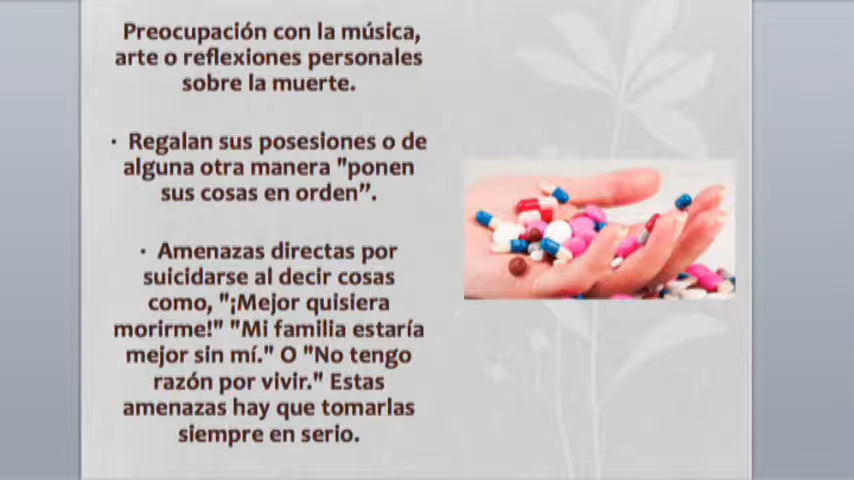 Preocupación con la música,
arte o reflexiones personales
sobre la muerte.
· Regalan sus posesiones o de
alguna otra manera "ponen
sus cosas en orden”.
· Amenazas directas por
suicidarse al decir cosas
como, "¡Mejor quisiera
morirme!" "Mi familia estaría
mejor sin mí." O "No tengo
razón por vivir." Estas
amenazas hay que tomarlas
siempre en serio.